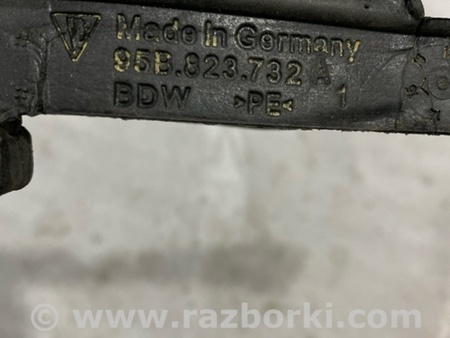 Made In Germany
95B.823.732 A
BDW >PE< 1
© www.razborki.com